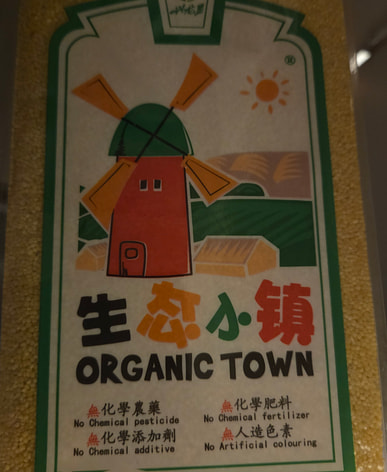 ®
生态小镇
ORGANIC TOWN
無化學農藥
No Chemical pesticide
無化學肥料
No Chemical fertilizer
無化學添加劑
No Chemical additive
無人造色素
No Artificial colouring